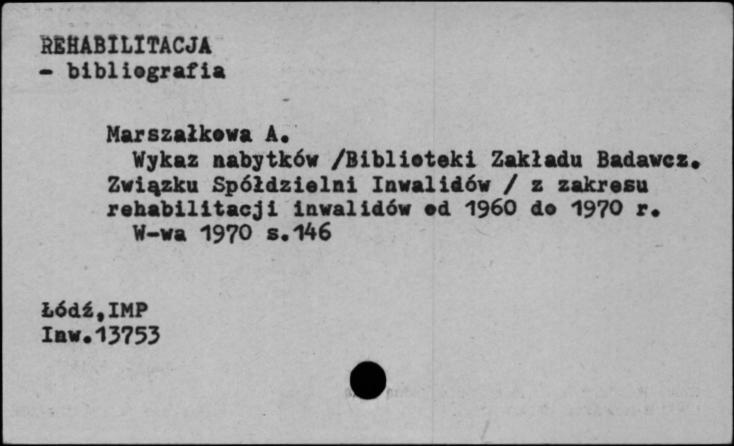 REHABILITACJA
- bibliografia
Marszałkowa A.
Wykaz nabytków /Biblioteki Zakładu Badawcz.
Związku Spółdzielni Inwalidów / z zakresu
rehabilitacji inwalidów od 1960 do 1970 r.
W-wa 1970 s.146
Łódź,IMP
Inw.13753